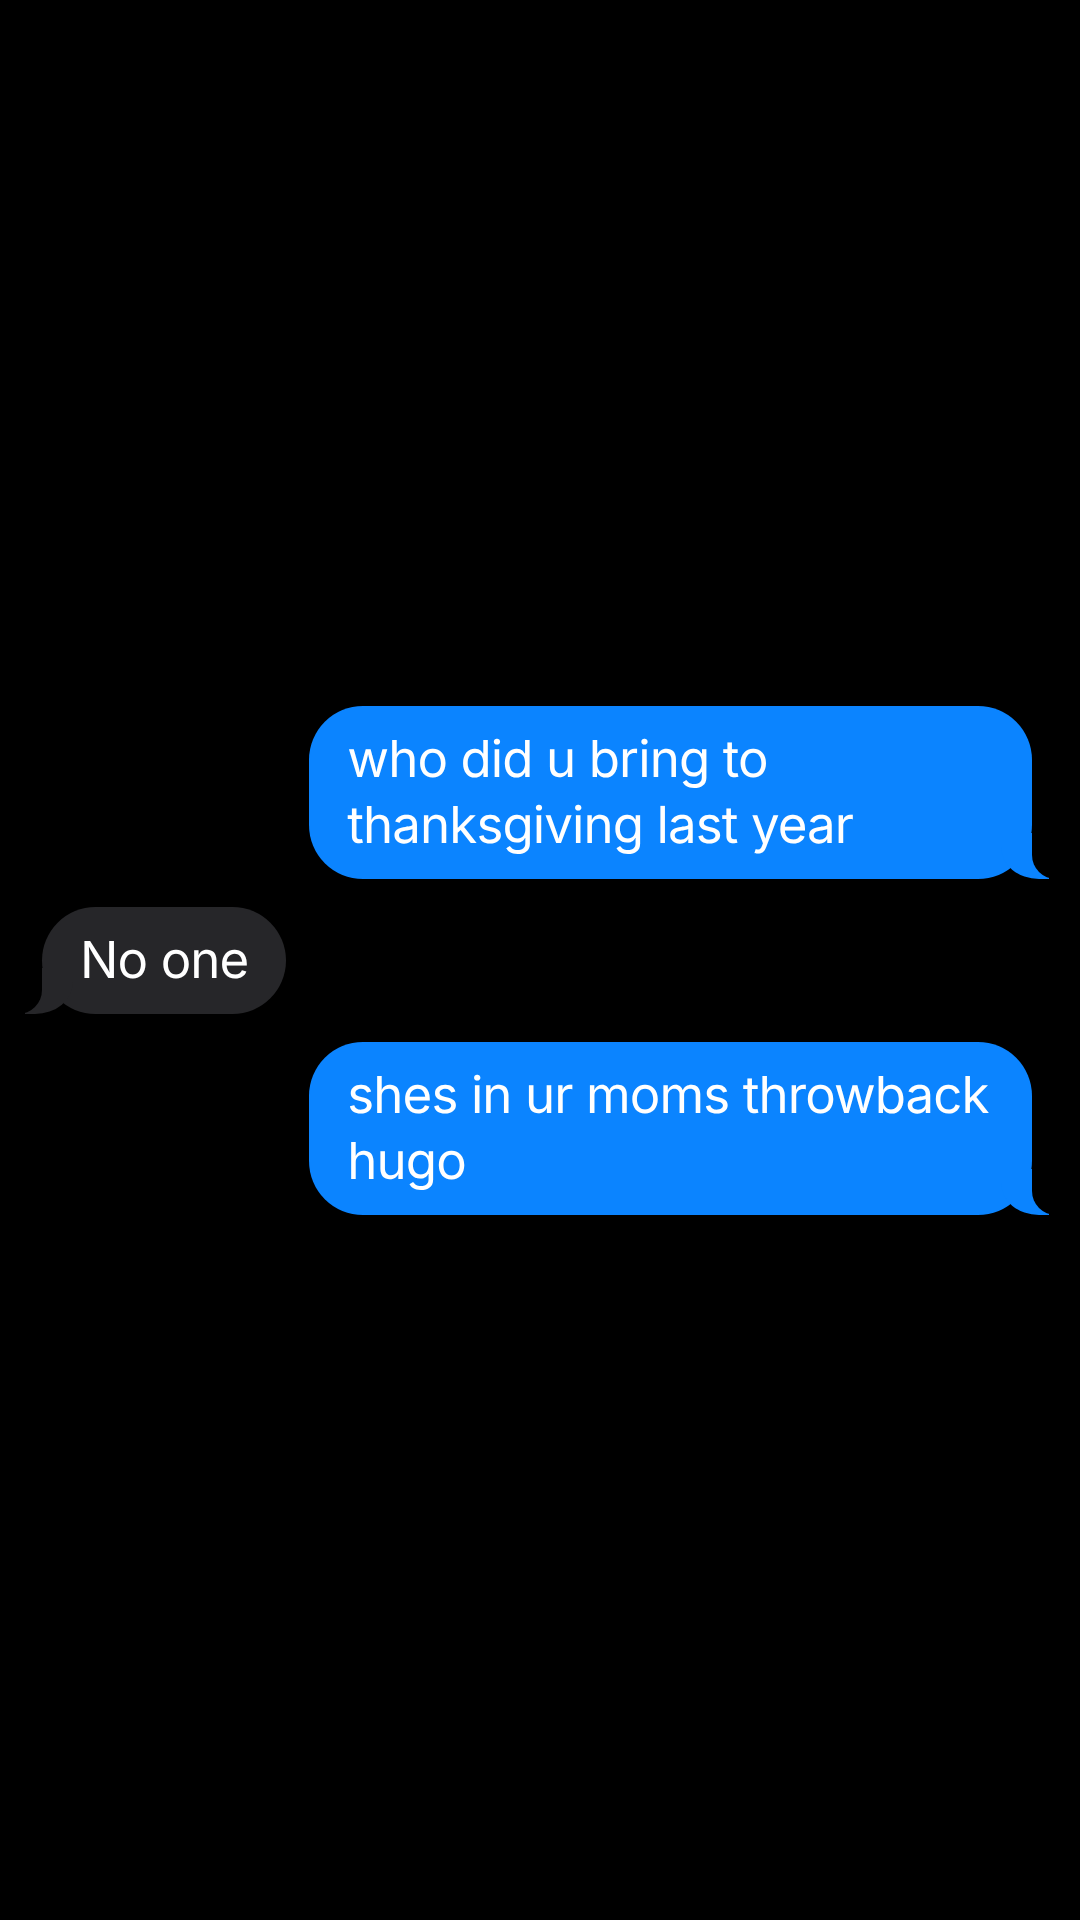 who did u bring to
thanksgiving last year
No one
shes in ur moms throwback
hugo